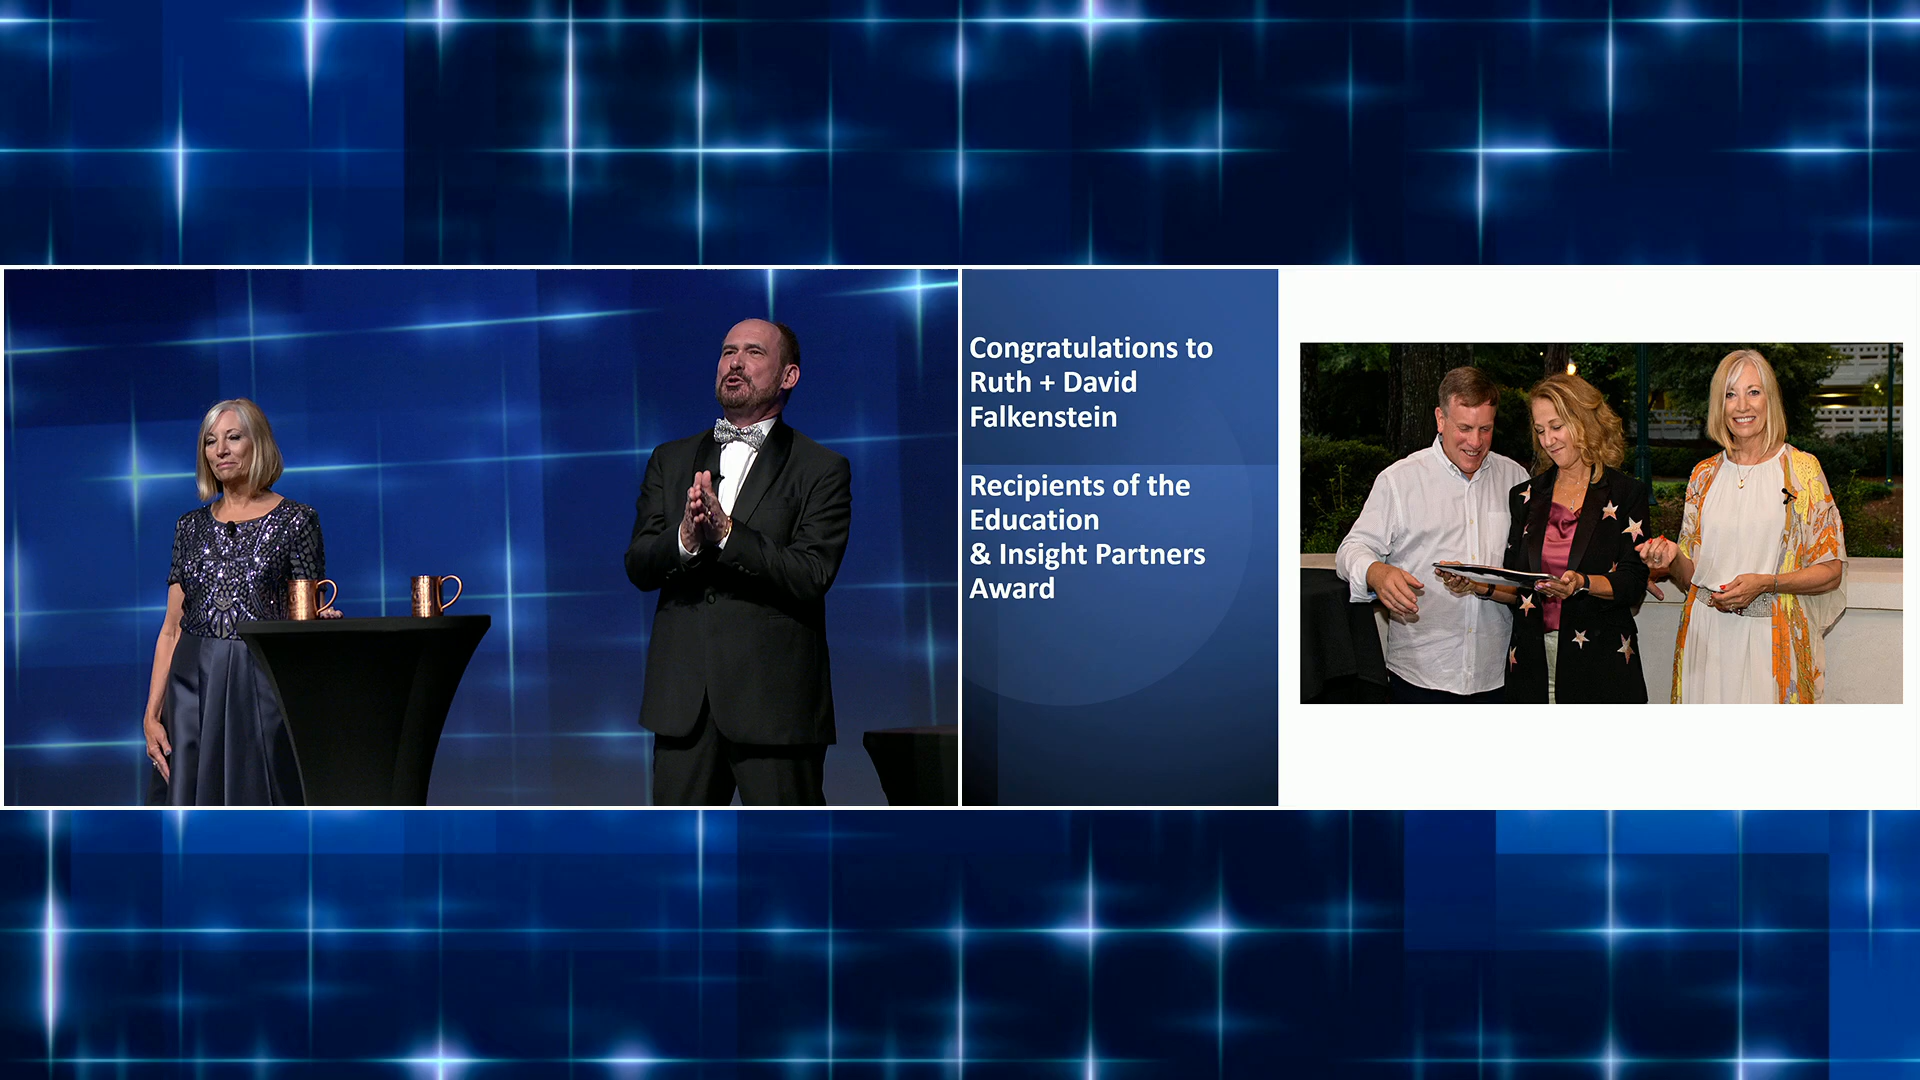 Congratulations to
Ruth + David
Falkenstein
Recipients of the
Education
& Insight Partners
Award